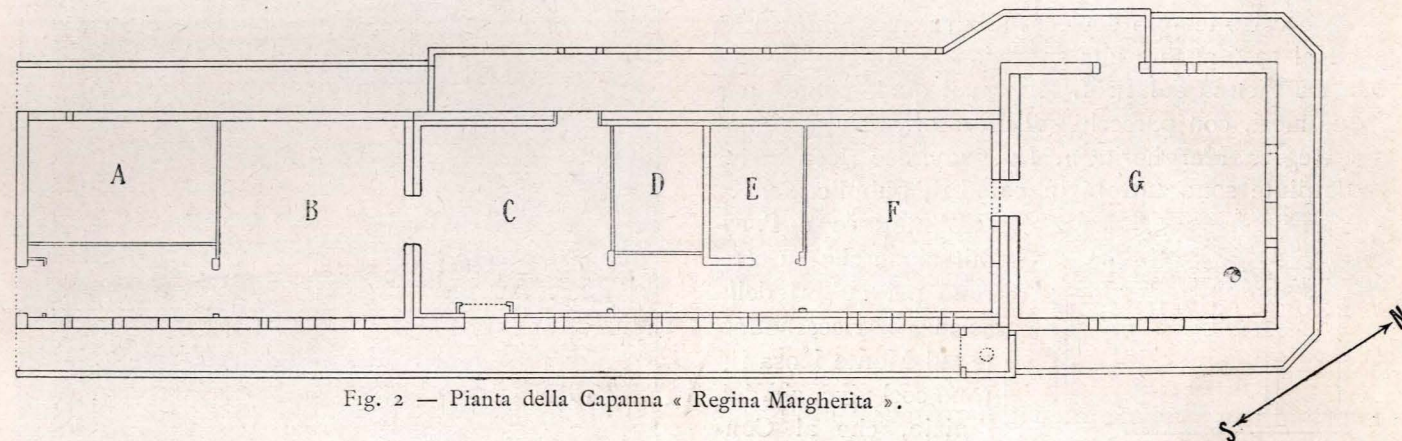 A
B
C
D
E
F
G
N
S
Fig. 2 — Pianta della Capanna « Regina Margherita ».